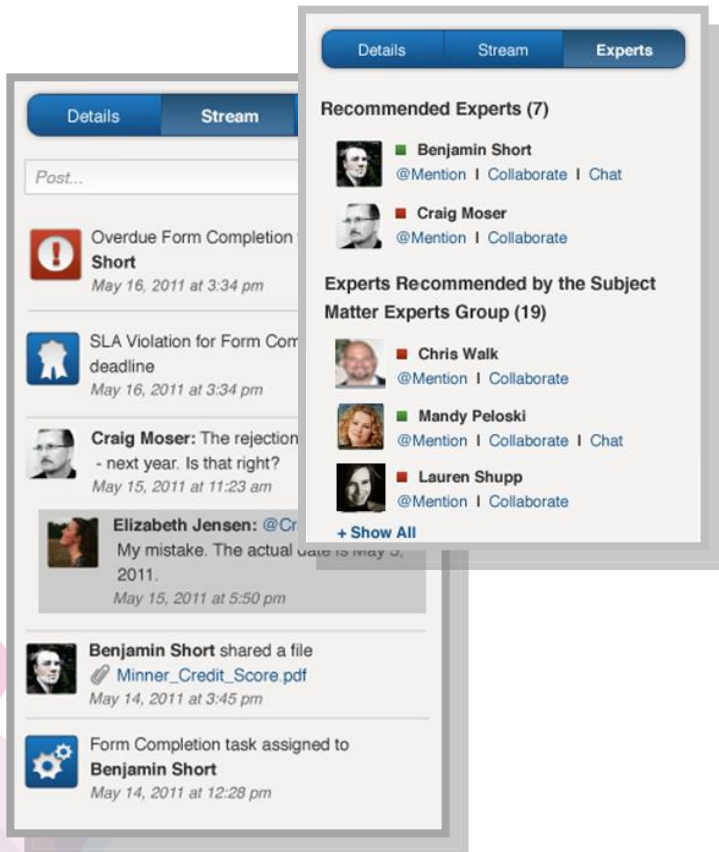 Details Stream
Post...
Overdue Form Completion
Short
May 16, 2011 at 3:34 pm
SLA Violation for Form Com
deadline
May 16, 2011 at 3:34 pm
Craig Moser: The rejection
- next year. Is that right?
May 15, 2011 at 11:23 am
Elizabeth Jensen: @Cr
My mistake. The actual date is May 5,
2011.
May 15, 2011 at 5:50 pm
Benjamin Short shared a file
Minner_Credit_Score.pdf
May 14, 2011 at 3:45 pm
Form Completion task assigned to
Benjamin Short
May 14, 2011 at 12:28 pm
Details Stream Experts
Recommended Experts (7)
Benjamin Short
@Mention I Collaborate I Chat
Craig Moser
@Mention I Collaborate
Experts Recommended by the Subject
Matter Experts Group (19)
Chris Walk
@Mention I Collaborate
Mandy Peloski
@Mention I Collaborate I Chat
Lauren Shupp
@Mention I Collaborate
+ Show All